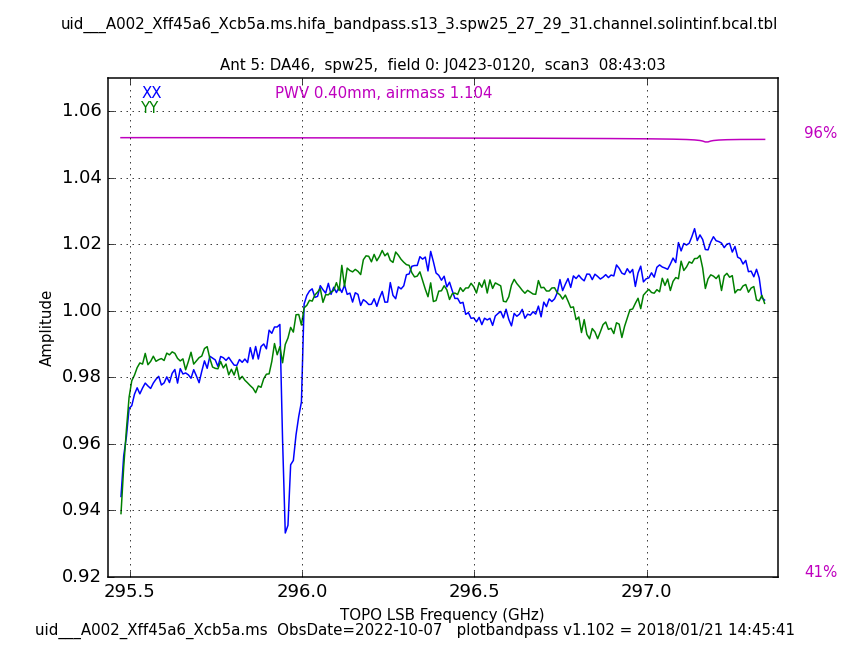 uid___A002_Xff45a6_Xcb5a.ms.hifa_bandpass.s13_3.spw25_27_29_31.channel.solintinf.bcal.tbl
Ant 5: DA46,  spw25,  field 0: J0423-0120,  scan3  08:43:03
XX
PWV 0.40mm, airmass 1.104
YY
1.06
96%
1.04
1.02
1.00
0.98
0.96
0.94
0.92
41%
Amplitude
295.5 296.0 296.5 297.0
TOPO LSB Frequency (GHz)
uid___A002_Xff45a6_Xcb5a.ms  ObsDate=2022-10-07   plotbandpass v1.102 = 2018/01/21 14:45:41